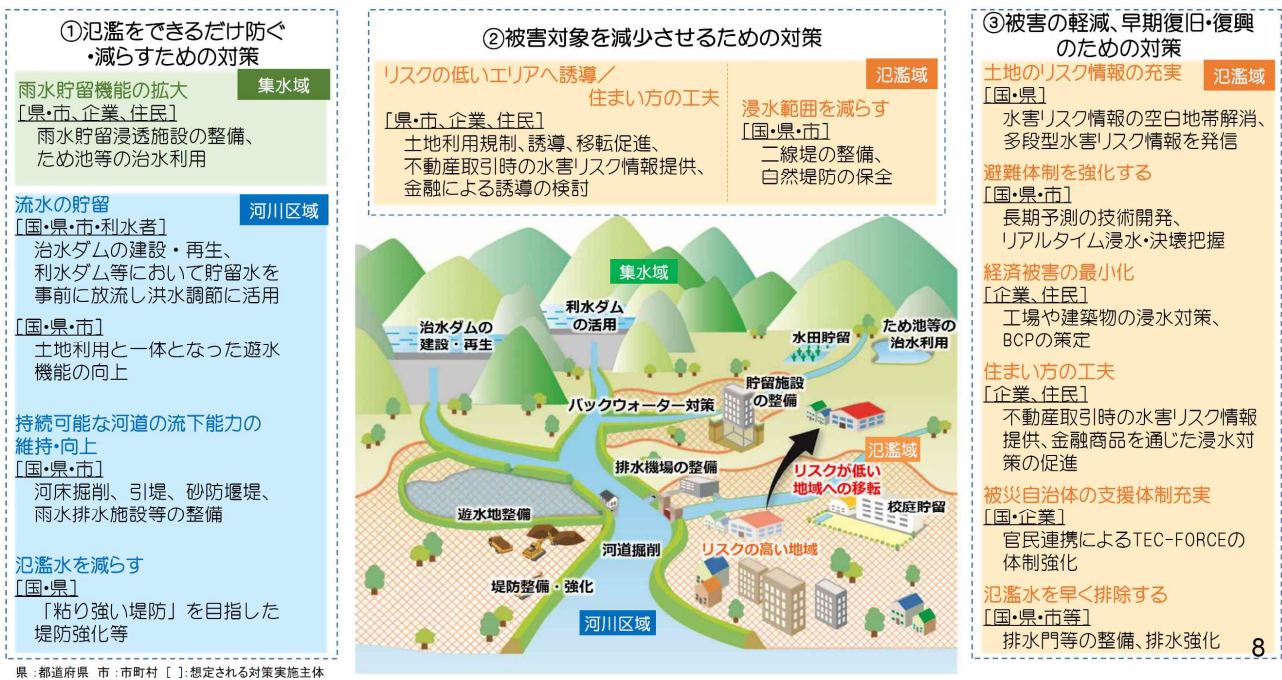 ①氾濫をできるだけ防ぐ
・減らすための対策
集水域
雨水貯留機能の拡大
[県・市、企業、住民]
雨水貯留浸透施設の整備、
ため池等の治水利用
河川区域
流水の貯留
[国・県・市・利水者]
治水ダムの建設・再生、
利水ダム等において貯留水を
事前に放流し洪水調節に活用
[国・県・市]
土地利用と一体となった遊水
機能の向上
持続可能な河道の流下能力の
維持・向上
[国・県・市]
河床掘削、引堤、砂防堰堤、
雨水排水施設等の整備
氾濫水を減らす
[国・県]
「粘り強い堤防」を目指した
堤防強化等
県：都道府県 市：市町村 [ ]：想定される対策実施主体
②被害対象を減少させるための対策
リスクの低いエリアへ誘導／
住まい方の工夫
[県・市、企業、住民]
土地利用規制、誘導、移転促進、
不動産取引時の水害リスク情報提供、
金融による誘導の検討
氾濫域
浸水範囲を減らす
[国・県・市]
二線堤の整備、
自然堤防の保全
集水域
治水ダムの
建設・再生
利水ダム
の活用
水田貯留
ため池等の
治水利用
バックウォーター対策
貯留施設
の整備
氾濫域
排水機場の整備
リスクが低い
地域への移転
遊水地整備
校庭貯留
河道掘削
リスクの高い地域
堤防整備・強化
河川区域
③被害の軽減、早期復旧・復興
のための対策
土地のリスク情報の充実
氾濫域
[国・県]
水害リスク情報の空白地帯解消、
多段型水害リスク情報を発信
避難体制を強化する
[国・県・市]
長期予測の技術開発、
リアルタイム浸水・決壊把握
経済被害の最小化
[企業、住民]
工場や建築物の浸水対策、
BCPの策定
住まい方の工夫
[企業、住民]
不動産取引時の水害リスク情報
提供、金融商品を通じた浸水対
策の促進
被災自治体の支援体制充実
[国・企業]
官民連携によるTEC-FORCEの
体制強化
氾濫水を早く排除する
[国・県・市等]
排水門等の整備、排水強化
8